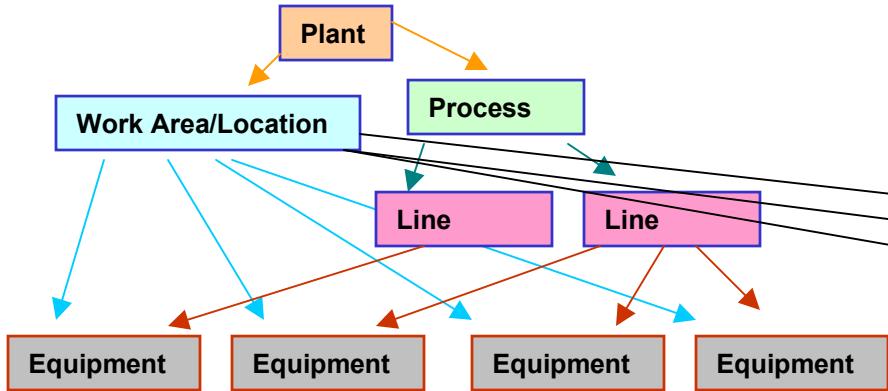 Plant
Work Area/Location
Process
Line
Line
Equipment
Equipment
Equipment
Equipment